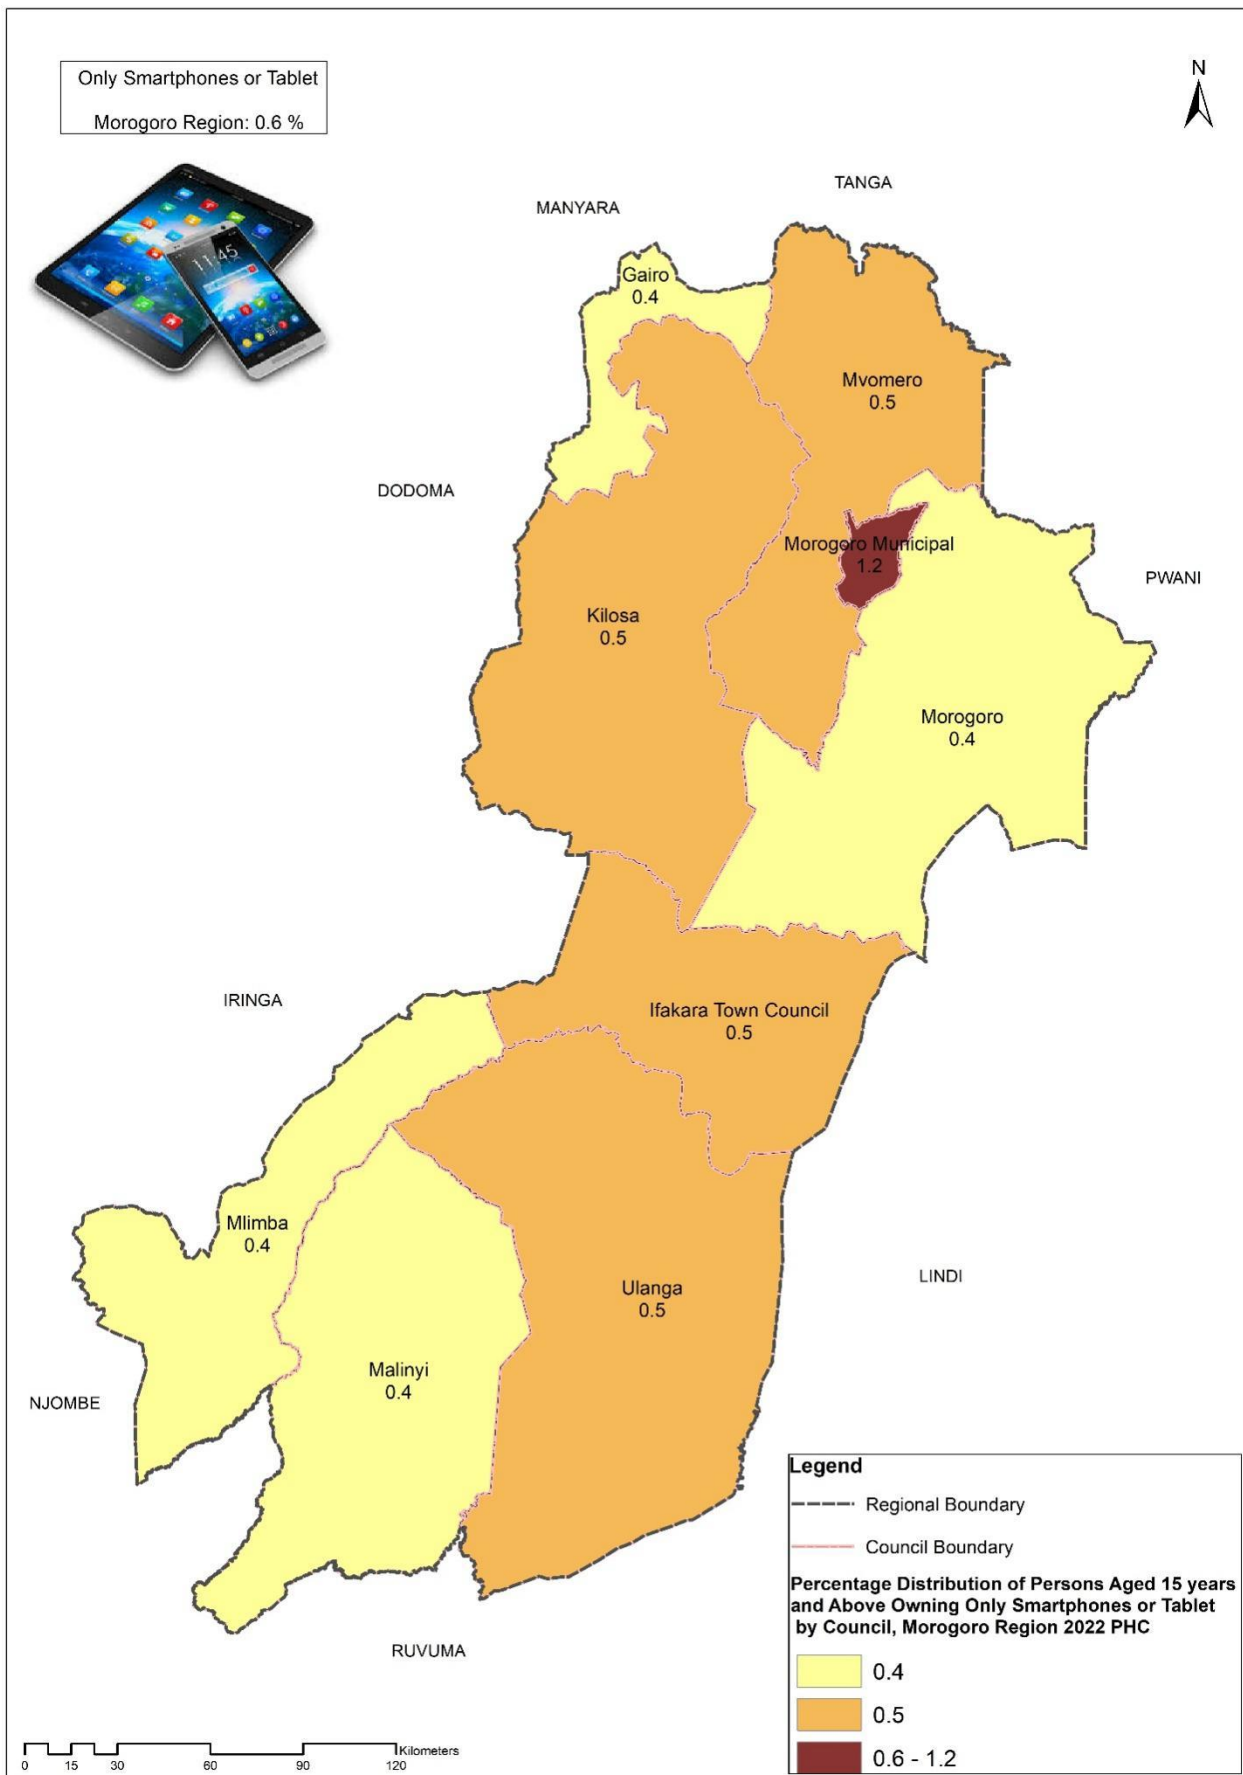 Only Smartphones or Tablet
Morogoro Region: 0.6 %
N
11:45
TANGA
MANYARA
Gairo
0.4
Mvomero
0.5
DODOMA
Morogoro Municipal
1.2
PWANI
Kilosa
0.5
Morogoro
0.4
IRINGA
Ifakara Town Council
0.5
Mlimba
0.4
LINDI
Ulanga
0.5
Malinyi
0.4
NJOMBE
RUVUMA
Legend
Regional Boundary
Council Boundary
Percentage Distribution of Persons Aged 15 years
and Above Owning Only Smartphones or Tablet
by Council, Morogoro Region 2022 PHC
0.4
0.5
0.6 - 1.2
Kilometers
0 15 30 60 90 120